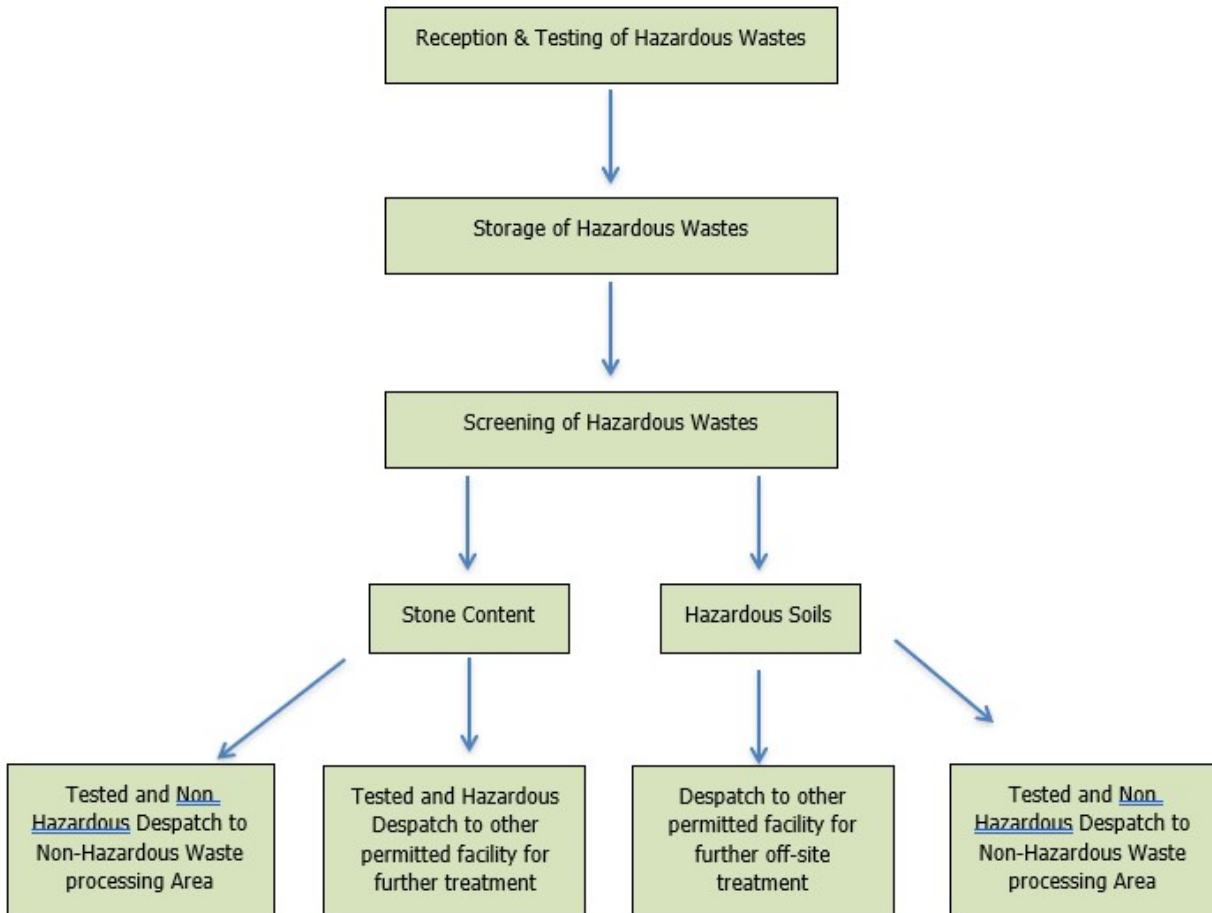 Reception & Testing of Hazardous Wastes
Storage of Hazardous Wastes
Screening of Hazardous Wastes
Stone Content
Hazardous Soils
Tested and Non
Hazardous Despatch to
Non-Hazardous Waste
processing Area
Tested and Hazardous
Despatch to other
permitted facility for
further treatment
Despatch to other
permitted facility for
further off-site
treatment
Tested and Non
Hazardous Despatch to
Non-Hazardous Waste
processing Area